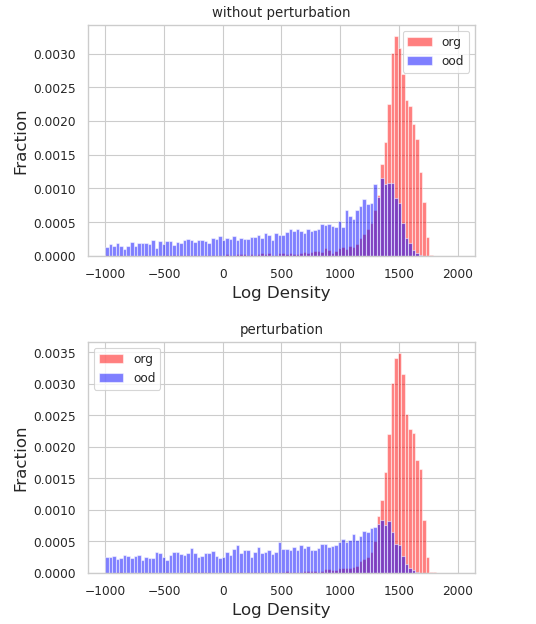 without perturbation
org
ood
Fraction
0.0030
0.0025
0.0020
0.0015
0.0010
0.0005
0.0000
−1000 −500 0 500 1000 1500 2000
Log Density
perturbation
org
ood
Fraction
0.0035
0.0030
0.0025
0.0020
0.0015
0.0010
0.0005
0.0000
−1000 −500 0 500 1000 1500 2000
Log Density